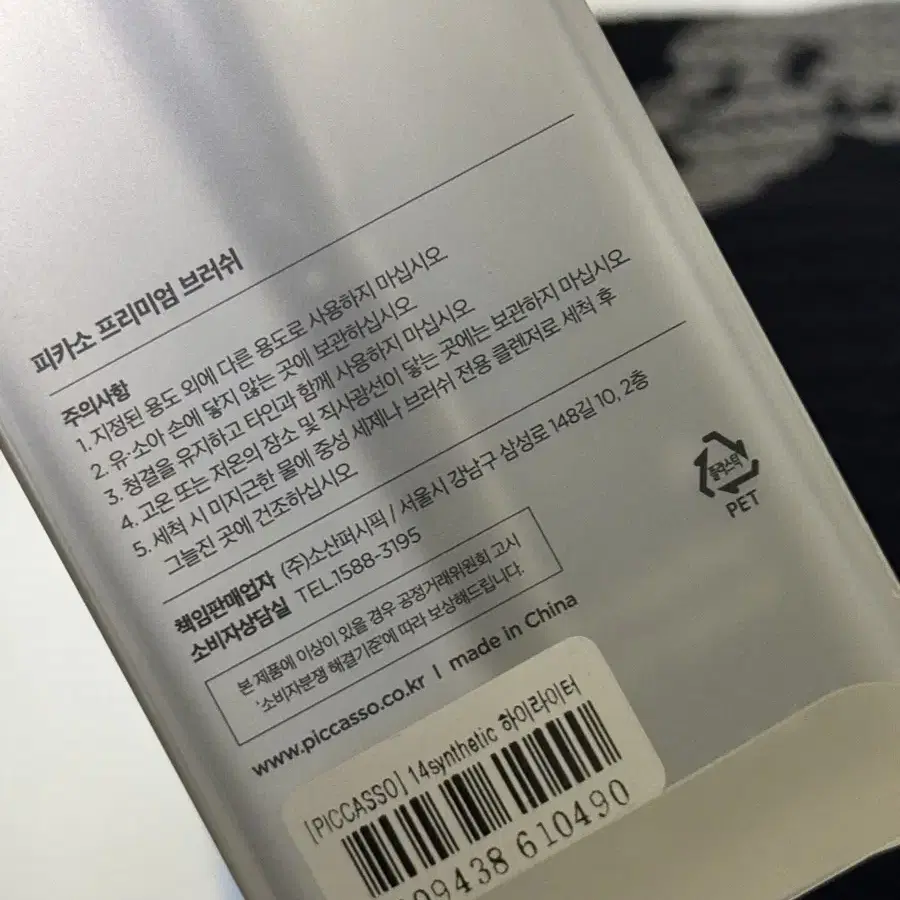 피카소 프리미엄 브러쉬
주의사항
1. 지정된 용도 외에 다른 용도로 사용하지 마십시오.
2. 유·소아 손에 닿지 않는 곳에 보관하십시오
3. 청결을 유지하고 타인과 함께 사용하지 마십시오
4. 고온 또는 저온의 장소 및 직사광선이 닿는 곳에는 보관하지 마십시오.
5. 세척 시 미지근한 물에 중성 세제나 브러쉬 전용 클렌저로 세척 후
그늘진 곳에 건조하십시오
책임판매업자 (주)소산퍼시픽 / 서울시 강남구 삼성로 148길 10, 2층
소비자상담실 TEL.1588-3195
본 제품에 이상이 있을 경우 공정거래위원회 고시
'소비자분쟁 해결기준'에 따라 보상해드립니다.
www.piccasso.co.kr | made in China
플라스틱
PET
[PICCASSO] 14synthetic 하이라이터
09438 610490